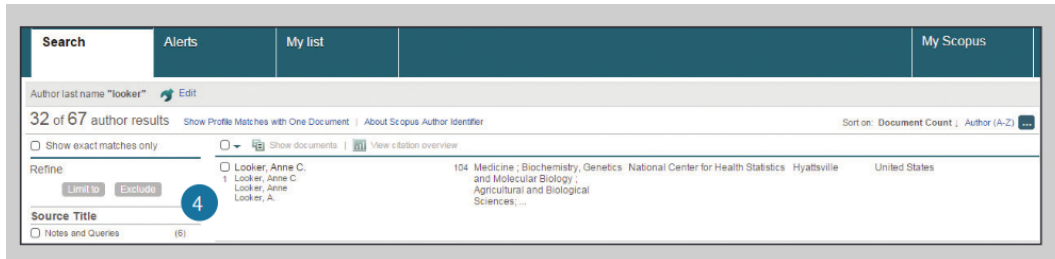 Search Alerts My list My Scopus
Author last name "looker" Edit
32 of 67 author results Show Profile Matches with One Document | About Scopus Author Identifier Sort on: Document Count ↓ Author (A-Z) ...
Show exact matches only Show documents | View citation overview
Refine
Limit to Exclude
4
Source Title
Notes and Queries (6)
Looker, Anne C. 104 Medicine ; Biochemistry, Genetics National Center for Health Statistics Hyattsville United States
1 Looker, Anne C and Molecular Biology ;
Looker, Anne Agricultural and Biological
Looker, A. Sciences; ...